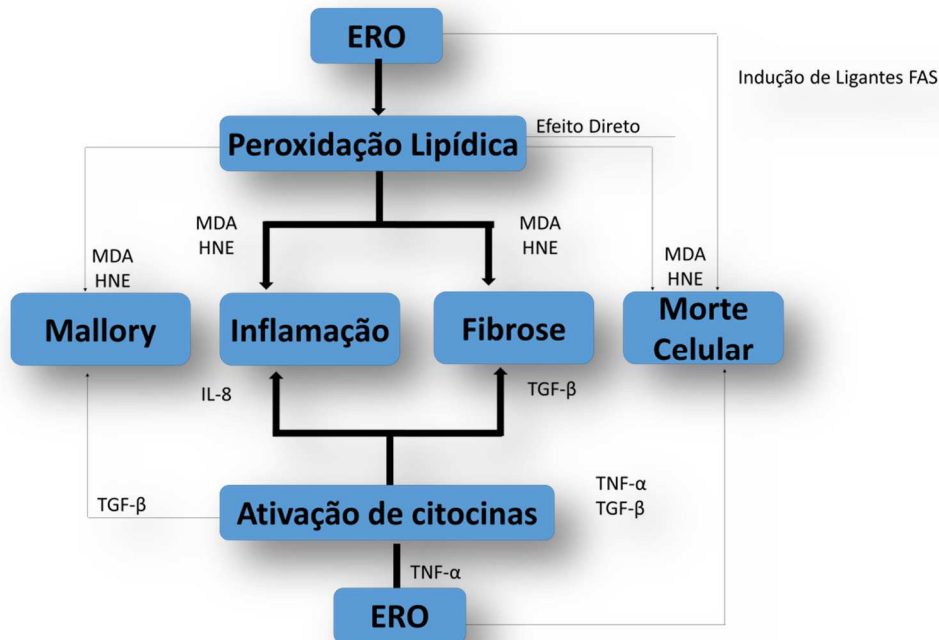 ERO
Indução de Ligantes FAS
Efeito Direto
Peroxidação Lipídica
MDA
HNE
MDA
HNE
MDA
HNE
MDA
HNE
Mallory
Inflamação
Fibrose
Morte
Celular
IL-8
TGF-β
TNF-α
TGF-β
TGF-β
Ativação de citocinas
TNF-α
ERO